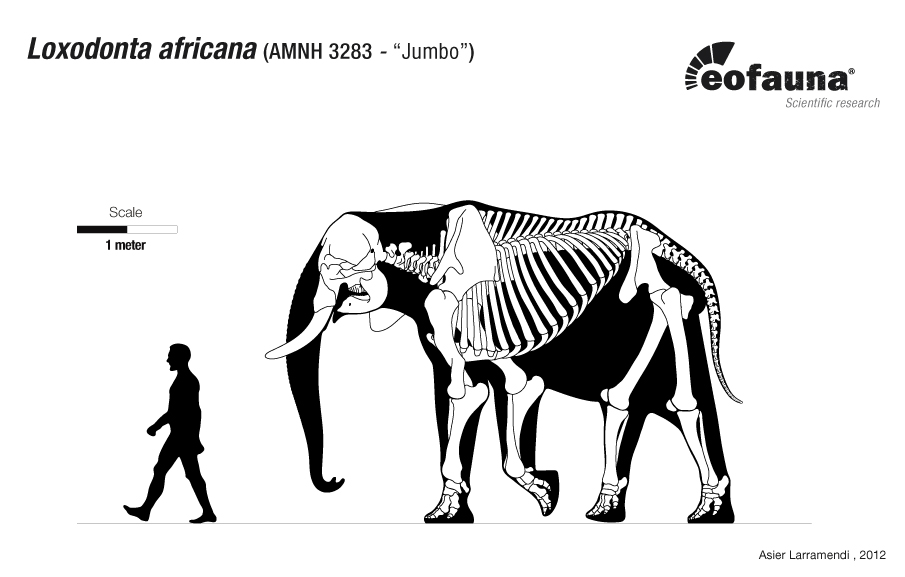 Loxodonta africana (AMNH 3283 - “Jumbo”)
eofauna®
Scientific research
Scale
1 meter
Asier Larramendi , 2012